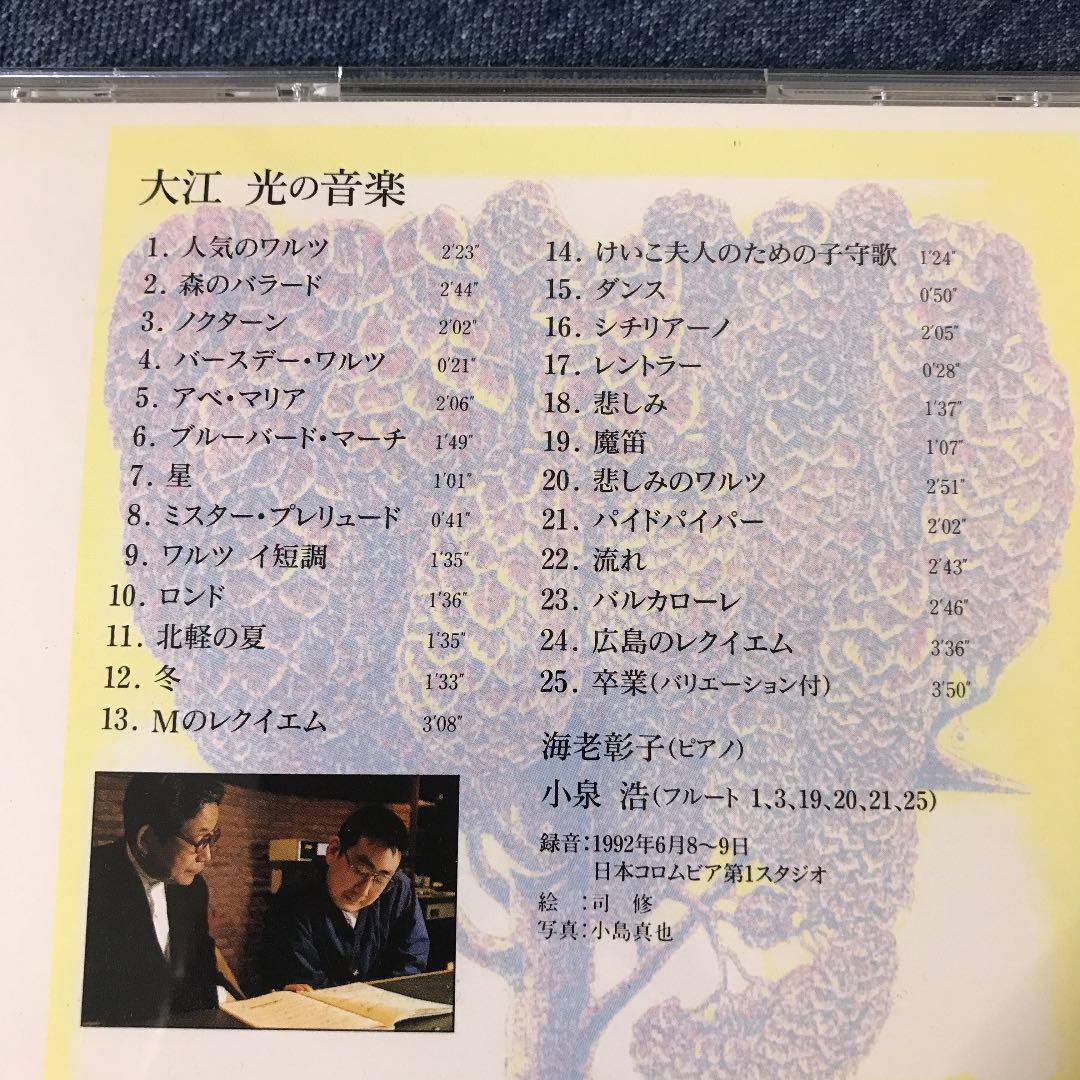 大江 光の音楽
1. 人気のワルツ 2'23"
2. 森のバラード 2'44"
3. ノクターン 2'02"
4. バースデー・ワルツ 0'21"
5. アベ・マリア 2'06"
6. ブルーバード・マーチ 1'49"
7. 星 1'01"
8. ミスター・プレリュード 0'41"
9. ワルツ イ短調 1'35"
10. ロンド 1'36"
11. 北軽の夏 1'35"
12. 冬 1'33"
13. Mのレクイエム 3'08"
14. けいこ夫人のための子守歌 1'24"
15. ダンス 0'50"
16. シチリアーノ 2'05"
17. レントラー 0'28"
18. 悲しみ 1'37"
19. 魔笛 1'07"
20. 悲しみのワルツ 2'51"
21. パイドパイパー 2'02"
22. 流れ 2'43"
23. バルカローレ 2'46"
24. 広島のレクイエム 3'36"
25. 卒業(バリエーション付) 3'50"
海老彰子(ピアノ)
小泉 浩(フルート 1、3、19、20、21、25)
録音:1992年6月8〜9日
日本コロムビア第1スタジオ
絵 :司 修
写真:小島真也